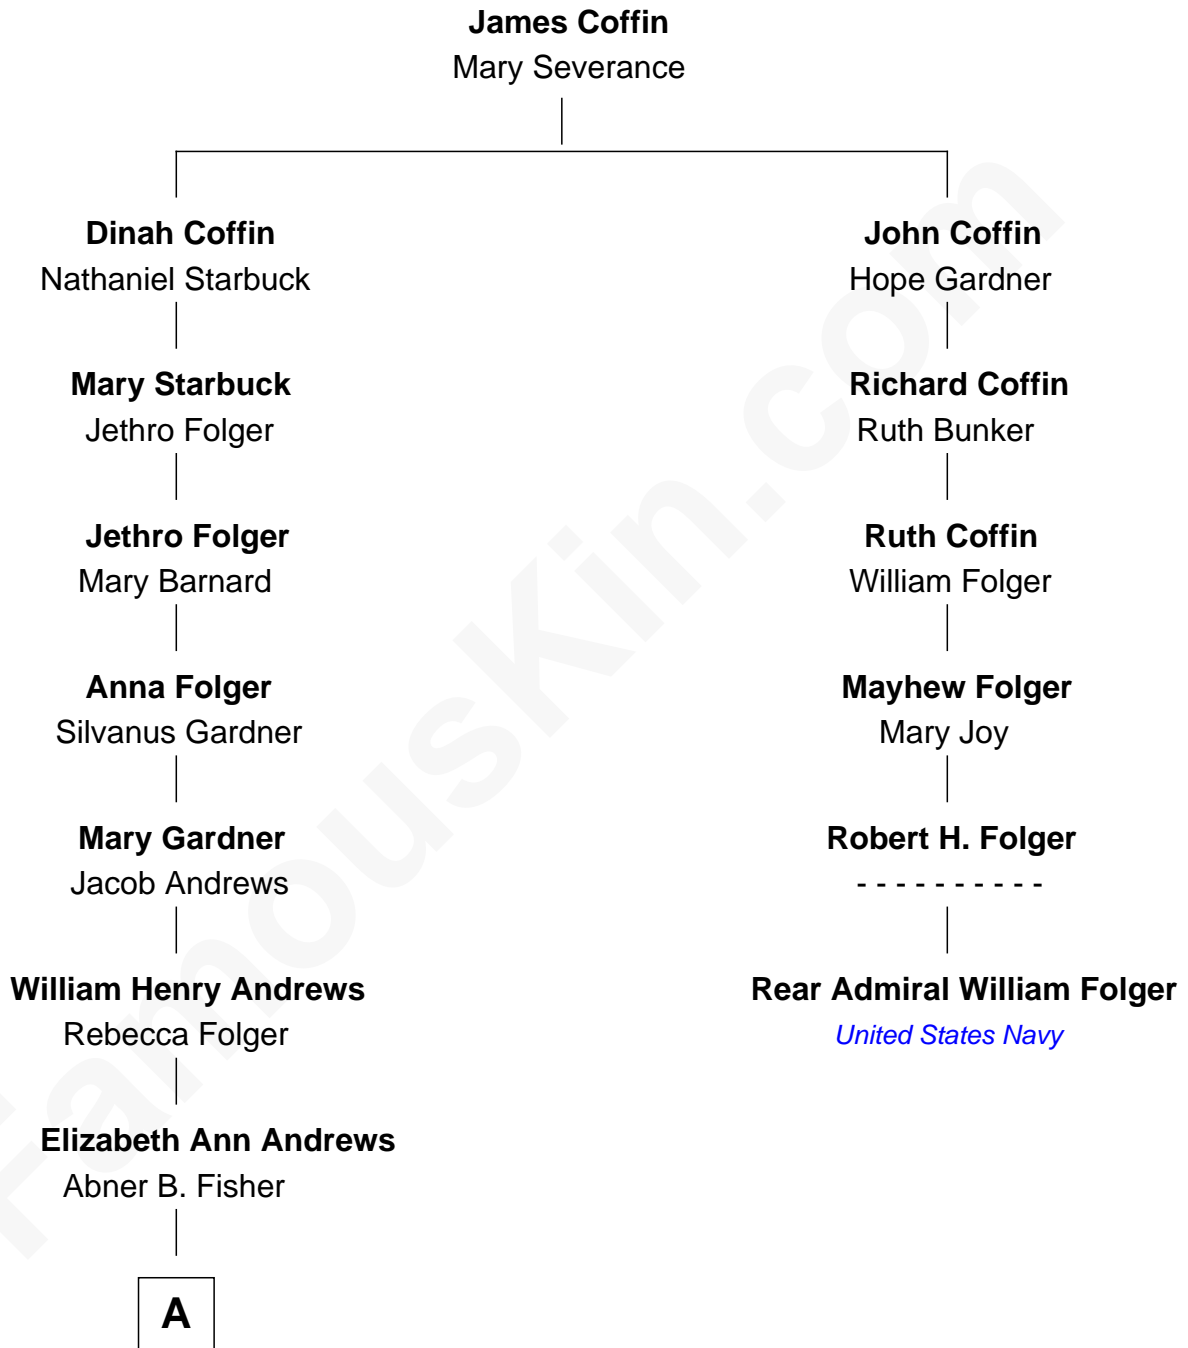 James Coffin
Mary Severance
Dinah Coffin
Nathaniel Starbuck
John Coffin
Hope Gardner
Mary Starbuck
Jethro Folger
Richard Coffin
Ruth Bunker
Jethro Folger
Mary Barnard
Ruth Coffin
William Folger
Anna Folger
Silvanus Gardner
Mayhew Folger
Mary Joy
Mary Gardner
Jacob Andrews
Robert H. Folger
- - - - - - - - - -
William Henry Andrews
Rebecca Folger
Rear Admiral William Folger
United States Navy
Elizabeth Ann Andrews
Abner B. Fisher
A
FamousKin.com